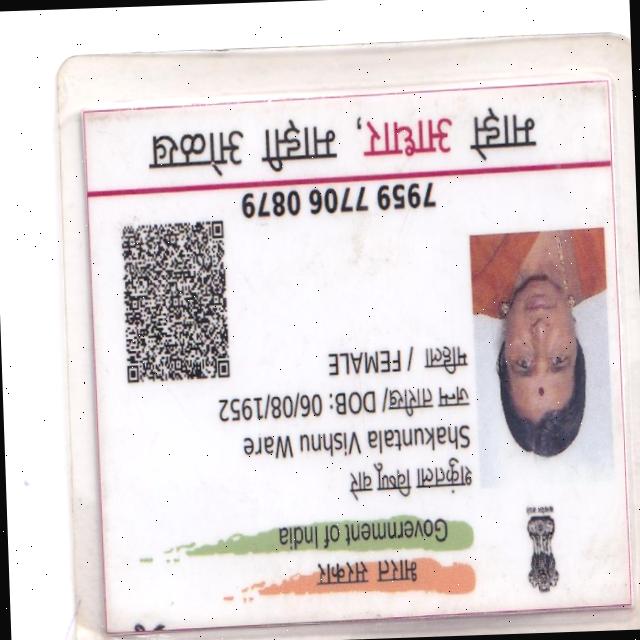 भारत सरकार
Government of India
शकुंतला विष्णू वारे
Shakuntala Vishnu Ware
जन्म तारीख/ DOB: 06/08/1952
महिला / FEMALE
7959 7706 0879
माझे आधार, माझी ओळख